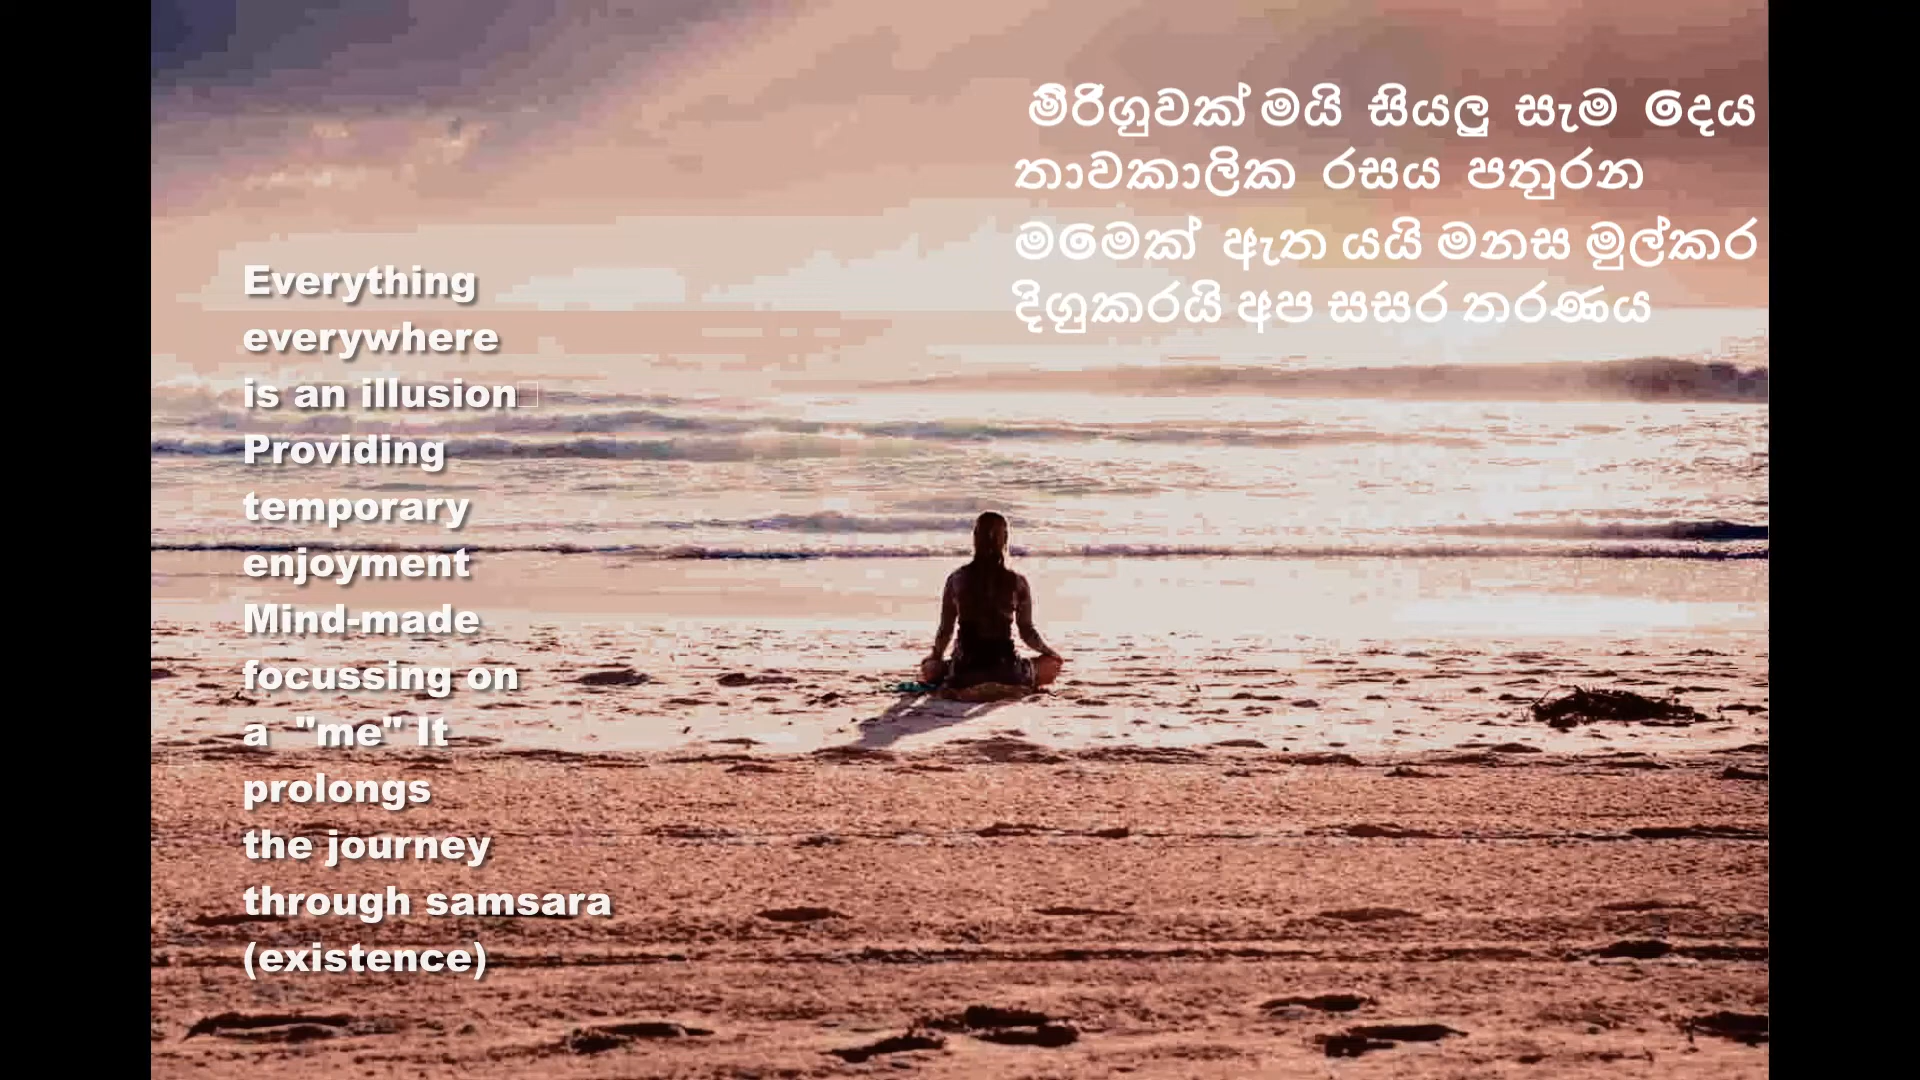 මිරිඟුවක් මයි සියලු සැම දෙය
තාවකාලික රසය පතුරන
මමෙක් ඇත යයි මනස මුල්කර
දිගුකරයි අප සසර තරණය
Everything
everywhere
is an illusion
Providing
temporary
enjoyment
Mind-made
focussing on
a "me" It
prolongs
the journey
through samsara
(existence)